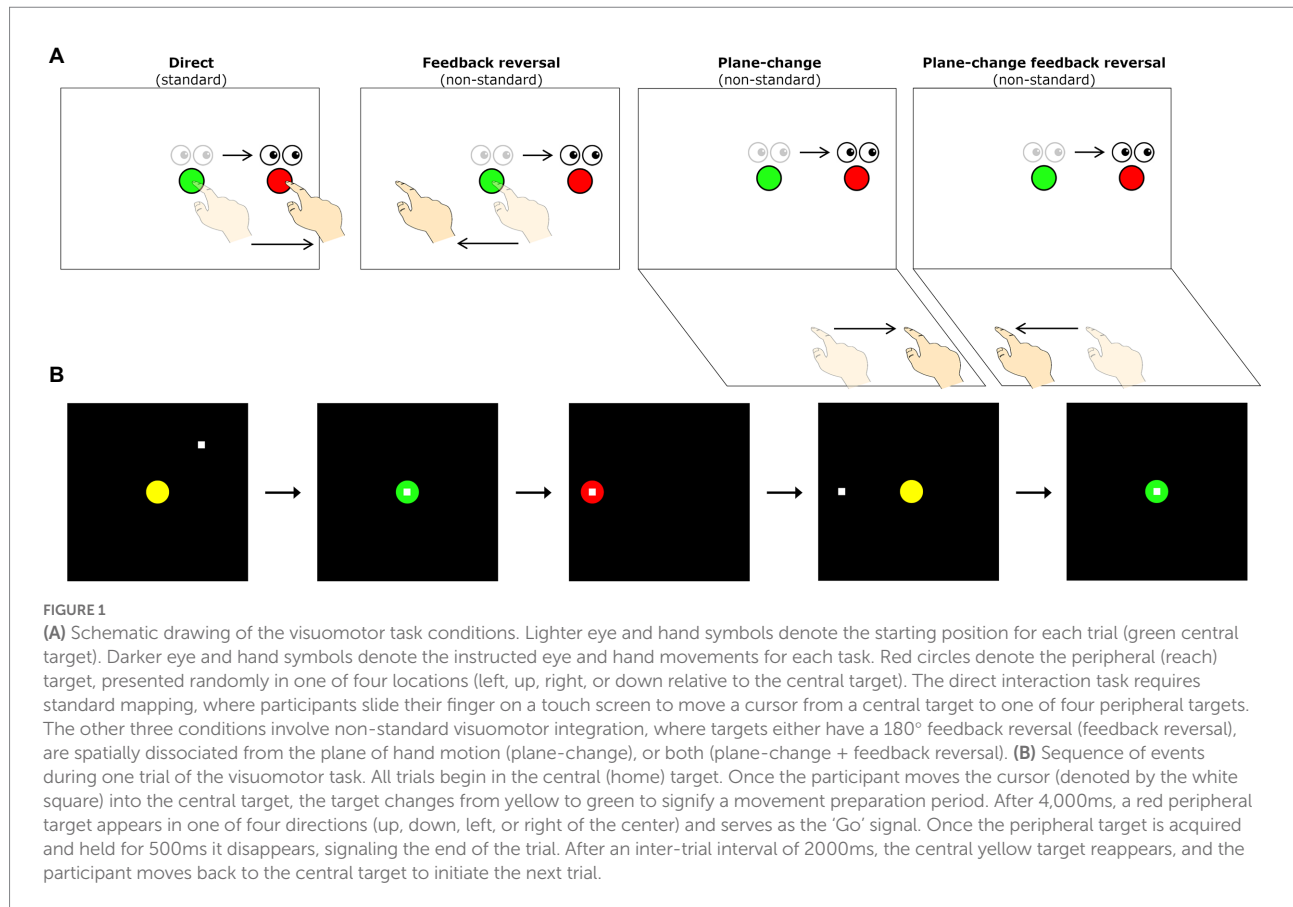 A
Direct
(standard)
Feedback reversal
(non-standard)
Plane-change
(non-standard)
Plane-change feedback reversal
(non-standard)
B
FIGURE 1
(A) Schematic drawing of the visuomotor task conditions. Lighter eye and hand symbols denote the starting position for each trial (green central
target). Darker eye and hand symbols denote the instructed eye and hand movements for each task. Red circles denote the peripheral (reach)
target, presented randomly in one of four locations (left, up, right, or down relative to the central target). The direct interaction task requires
standard mapping, where participants slide their finger on a touch screen to move a cursor from a central target to one of four peripheral targets.
The other three conditions involve non-standard visuomotor integration, where targets either have a 180° feedback reversal (feedback reversal),
are spatially dissociated from the plane of hand motion (plane-change), or both (plane-change + feedback reversal). (B) Sequence of events
during one trial of the visuomotor task. All trials begin in the central (home) target. Once the participant moves the cursor (denoted by the white
square) into the central target, the target changes from yellow to green to signify a movement preparation period. After 4,000ms, a red peripheral
target appears in one of four directions (up, down, left, or right of the center) and serves as the ‘Go’ signal. Once the peripheral target is acquired
and held for 500ms it disappears, signaling the end of the trial. After an inter-trial interval of 2000ms, the central yellow target reappears, and the
participant moves back to the central target to initiate the next trial.